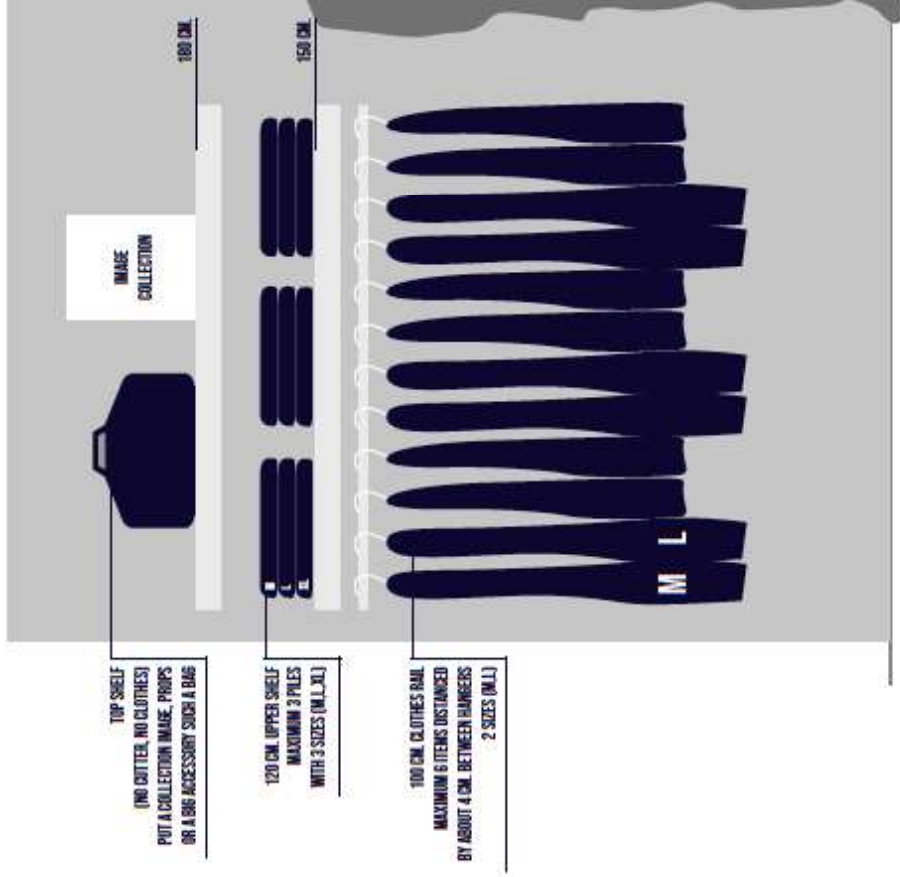 TOP SHELF
(NO CUTTER, NO CLOTHES)
PUT A COLLECTION IMAGE, PROPS
OR A BIG ACCESSORY SUCH A BAG
IMAGE
COLLECTION
180 CM.
120 CM. UPPER SHELF
MAXIMUM 3 PILES
WITH 3 SIZES (M,L,XL)
M
L
XL
150 CM.
100 CM. CLOTHES RAIL
MAXIMUM 6 ITEMS DISTANCED
BY ABOUT 4 CM. BETWEEN HANGERS
2 SIZES (M,L)
M L